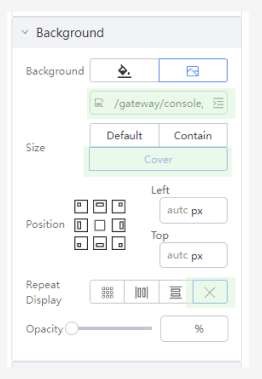 Background
Background
/gateway/console,
Size
Default Contain
Cover
Left
autc px
Position
Top
autc px
Repeat
Display
Opacity %